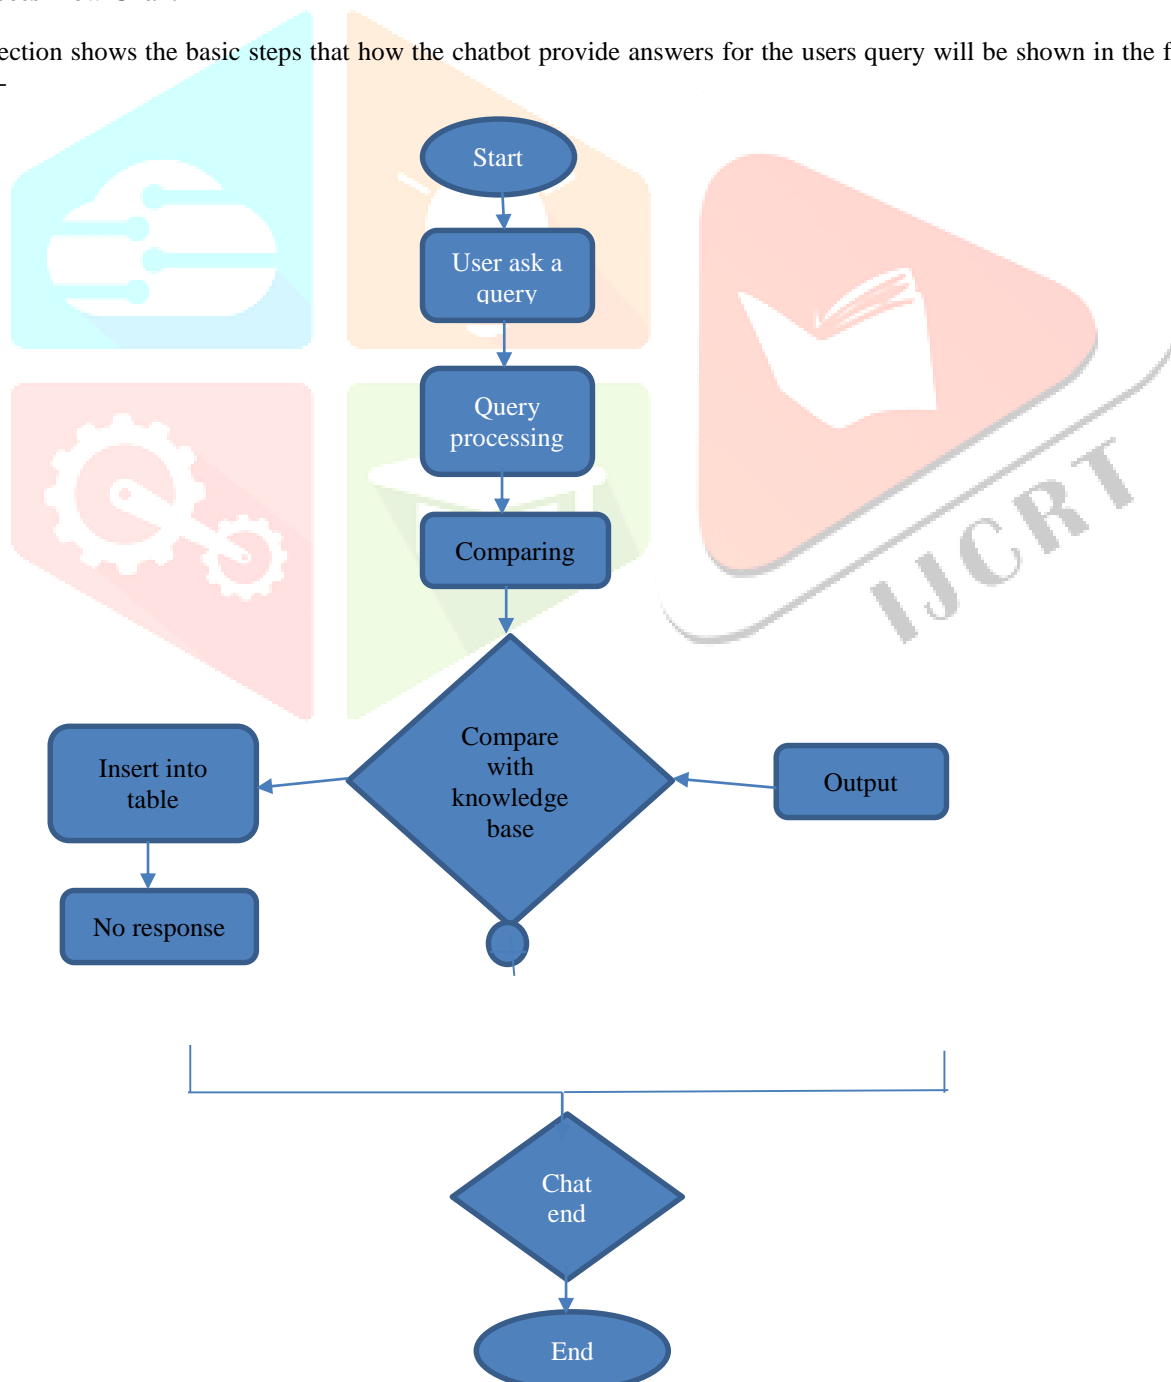 ection shows the basic steps that how the chatbot provide answers for the users query will be shown in the f
Start
User ask a
query
Query
processing
Comparing
Compare
with
knowledge
base
Insert into
table
Output
No response
Chat
end
End
IJCRT